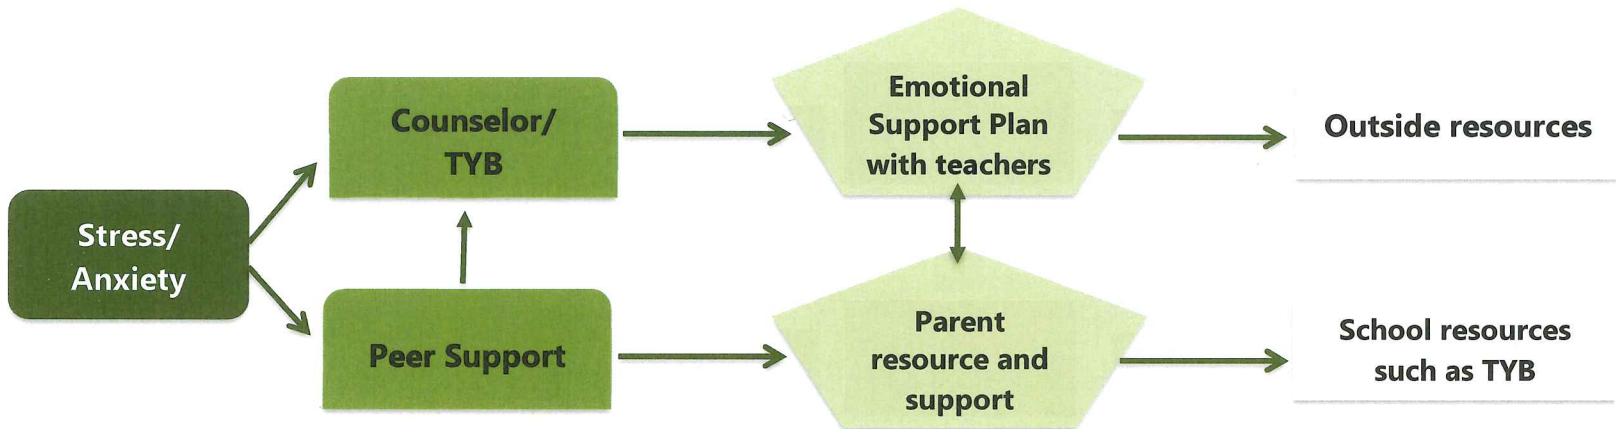 Stress/
Anxiety
Counselor/
TYB
Peer Support
Emotional
Support Plan
with teachers
Parent
resource and
support
Outside resources
School resources
such as TYB